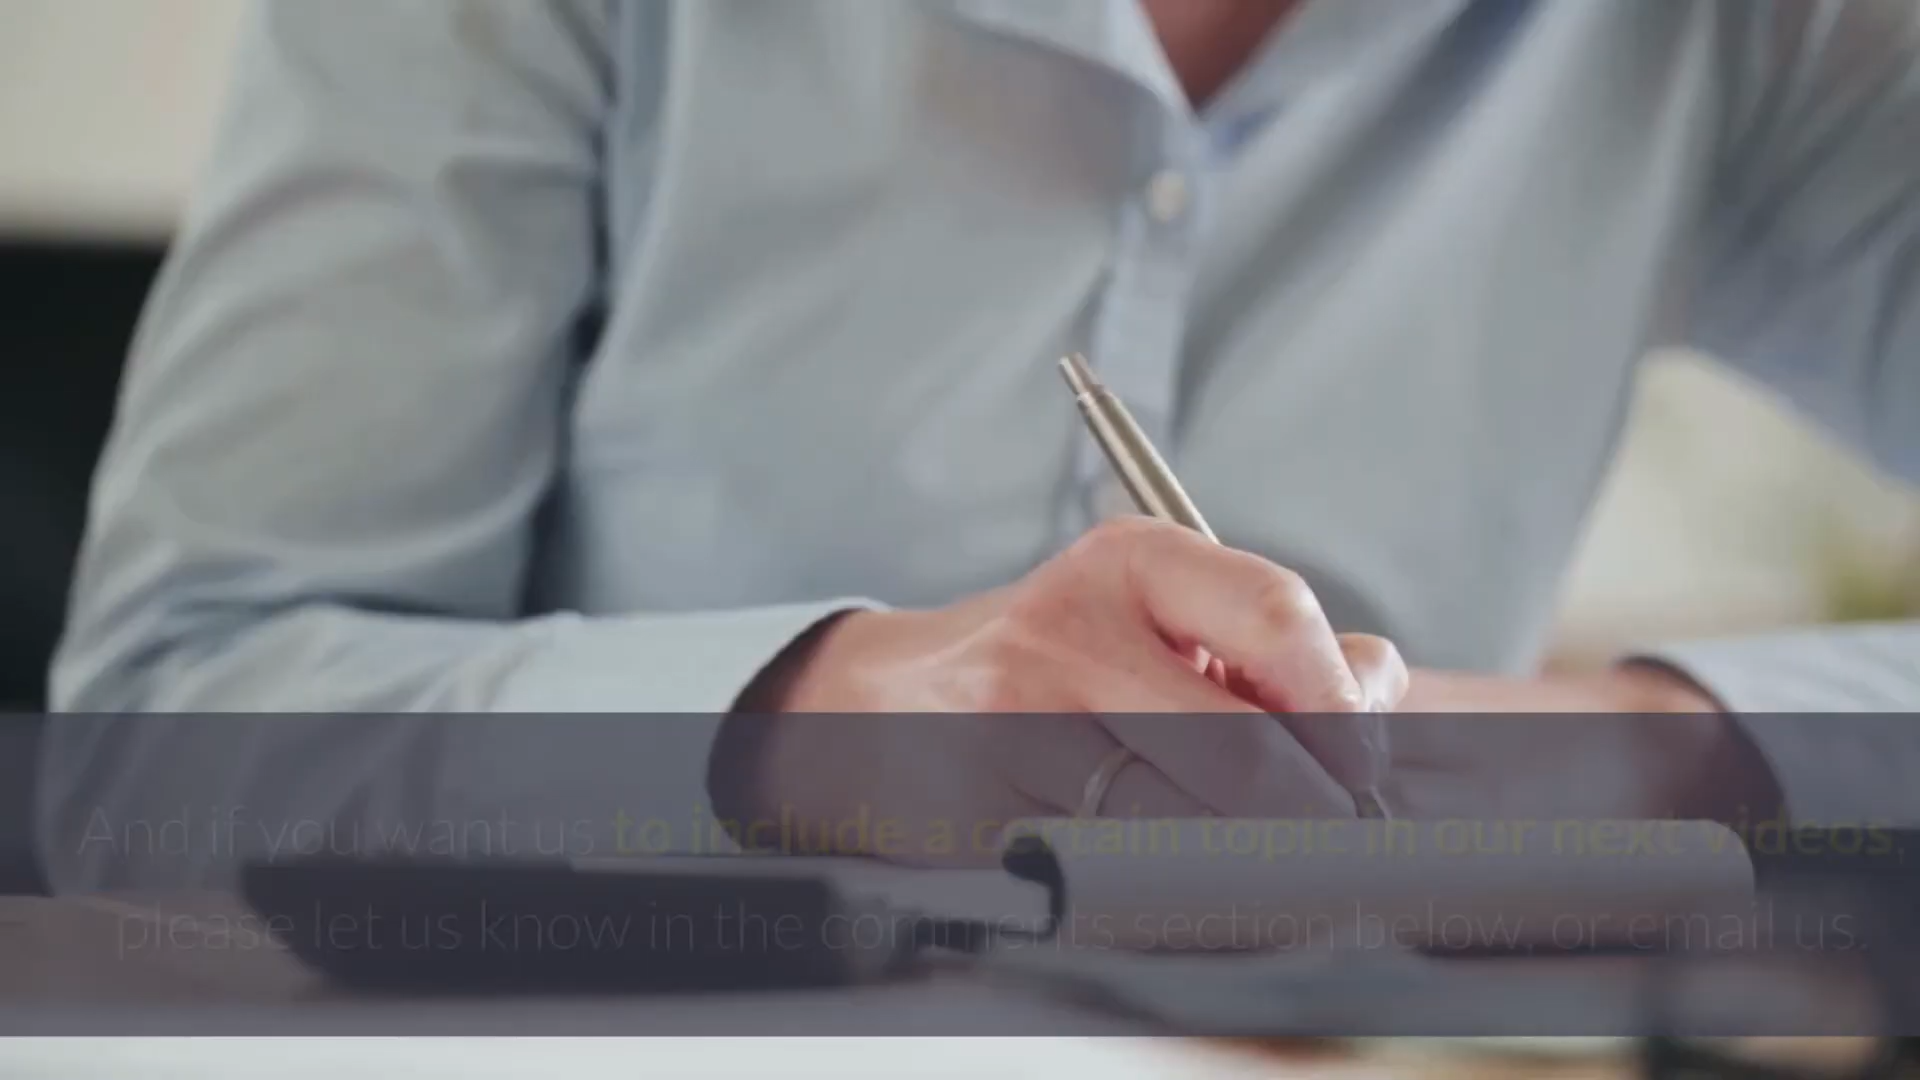 And if you want us to include a certain topic in our next videos,
please let us know in the comments section below, or email us.